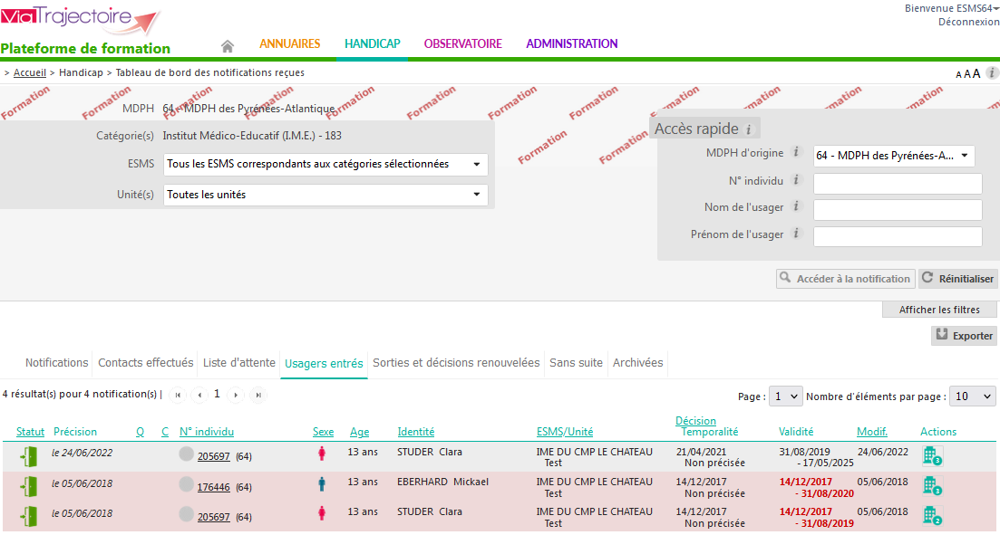 ViaTrajectoire
Bienvenue ESMS64
Déconnexion
Plateforme de formation
ANNUAIRES HANDICAP OBSERVATOIRE ADMINISTRATION
> Accueil > Handicap > Tableau de bord des notifications reçues
A A A i
Formation Formation Formation Formation Formation Formation Formation Formation Formation Formation Formation Formation
MDPH 64 - MDPH des Pyrénées-Atlantique
Formation Formation
Catégorie(s) Institut Médico-Educatif (I.M.E.) - 183
ESMS Tous les ESMS correspondants aux catégories sélectionnées
Unité(s) Toutes les unités
Accès rapide i
MDPH d'origine i 64 - MDPH des Pyrénées-A...
N° individu i
Nom de l'usager i
Prénom de l'usager i
Accéder à la notification Réinitialiser
Afficher les filtres
Exporter
Notifications Contacts effectués Liste d'attente Usagers entrés Sorties et décisions renouvelées Sans suite Archivées
4 résultat(s) pour 4 notification(s) | 1
Page : 1 Nombre d'éléments par page : 10
Statut Précision Q C N° individu Sexe Age Identité ESMS/Unité Décision Temporalité Validité Modif. Actions
le 24/06/2022 205697 (64) 13 ans STUDER Clara IME DU CMP LE CHATEAU 21/04/2021 31/08/2019 24/06/2022 3
Test Non précisée - 17/05/2025
le 05/06/2018 176446 (64) 13 ans EBERHARD Mickael IME DU CMP LE CHATEAU 14/12/2017 14/12/2017 05/06/2018 3
Test Non précisée - 31/08/2020
le 05/06/2018 205697 (64) 13 ans STUDER Clara IME DU CMP LE CHATEAU 14/12/2017 14/12/2017 05/06/2018 2
Test Non précisée - 31/08/2019